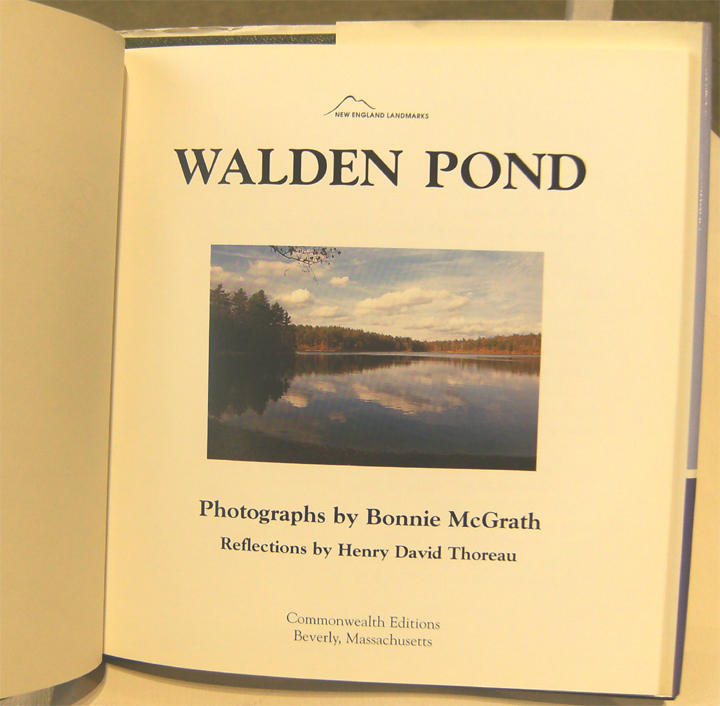 NEW ENGLAND LANDMARKS
WALDEN POND
Photographs by Bonnie McGrath
Reflections by Henry David Thoreau
Commonwealth Editions
Beverly, Massachusetts